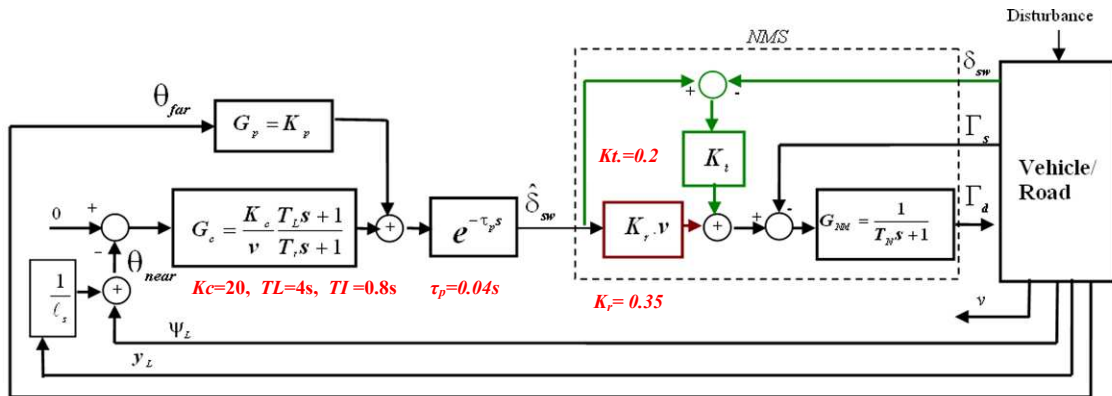 Disturbance
NMS
δsw
θfar
Gp = Kp
+
-
Kt.=0.2
Kt
Γs
Vehicle/
Road
0
+
−
Gc = Kc/v TLs+1/TIs+1
+
e^-τps
δ̂sw
Kr.v
+
+
-
GNM = 1/TNs+1
Γd
θnear
Kc=20, TL=4s, TI =0.8s
τp=0.04s
Kr= 0.35
1/ℓs
+
ψL
v
yL